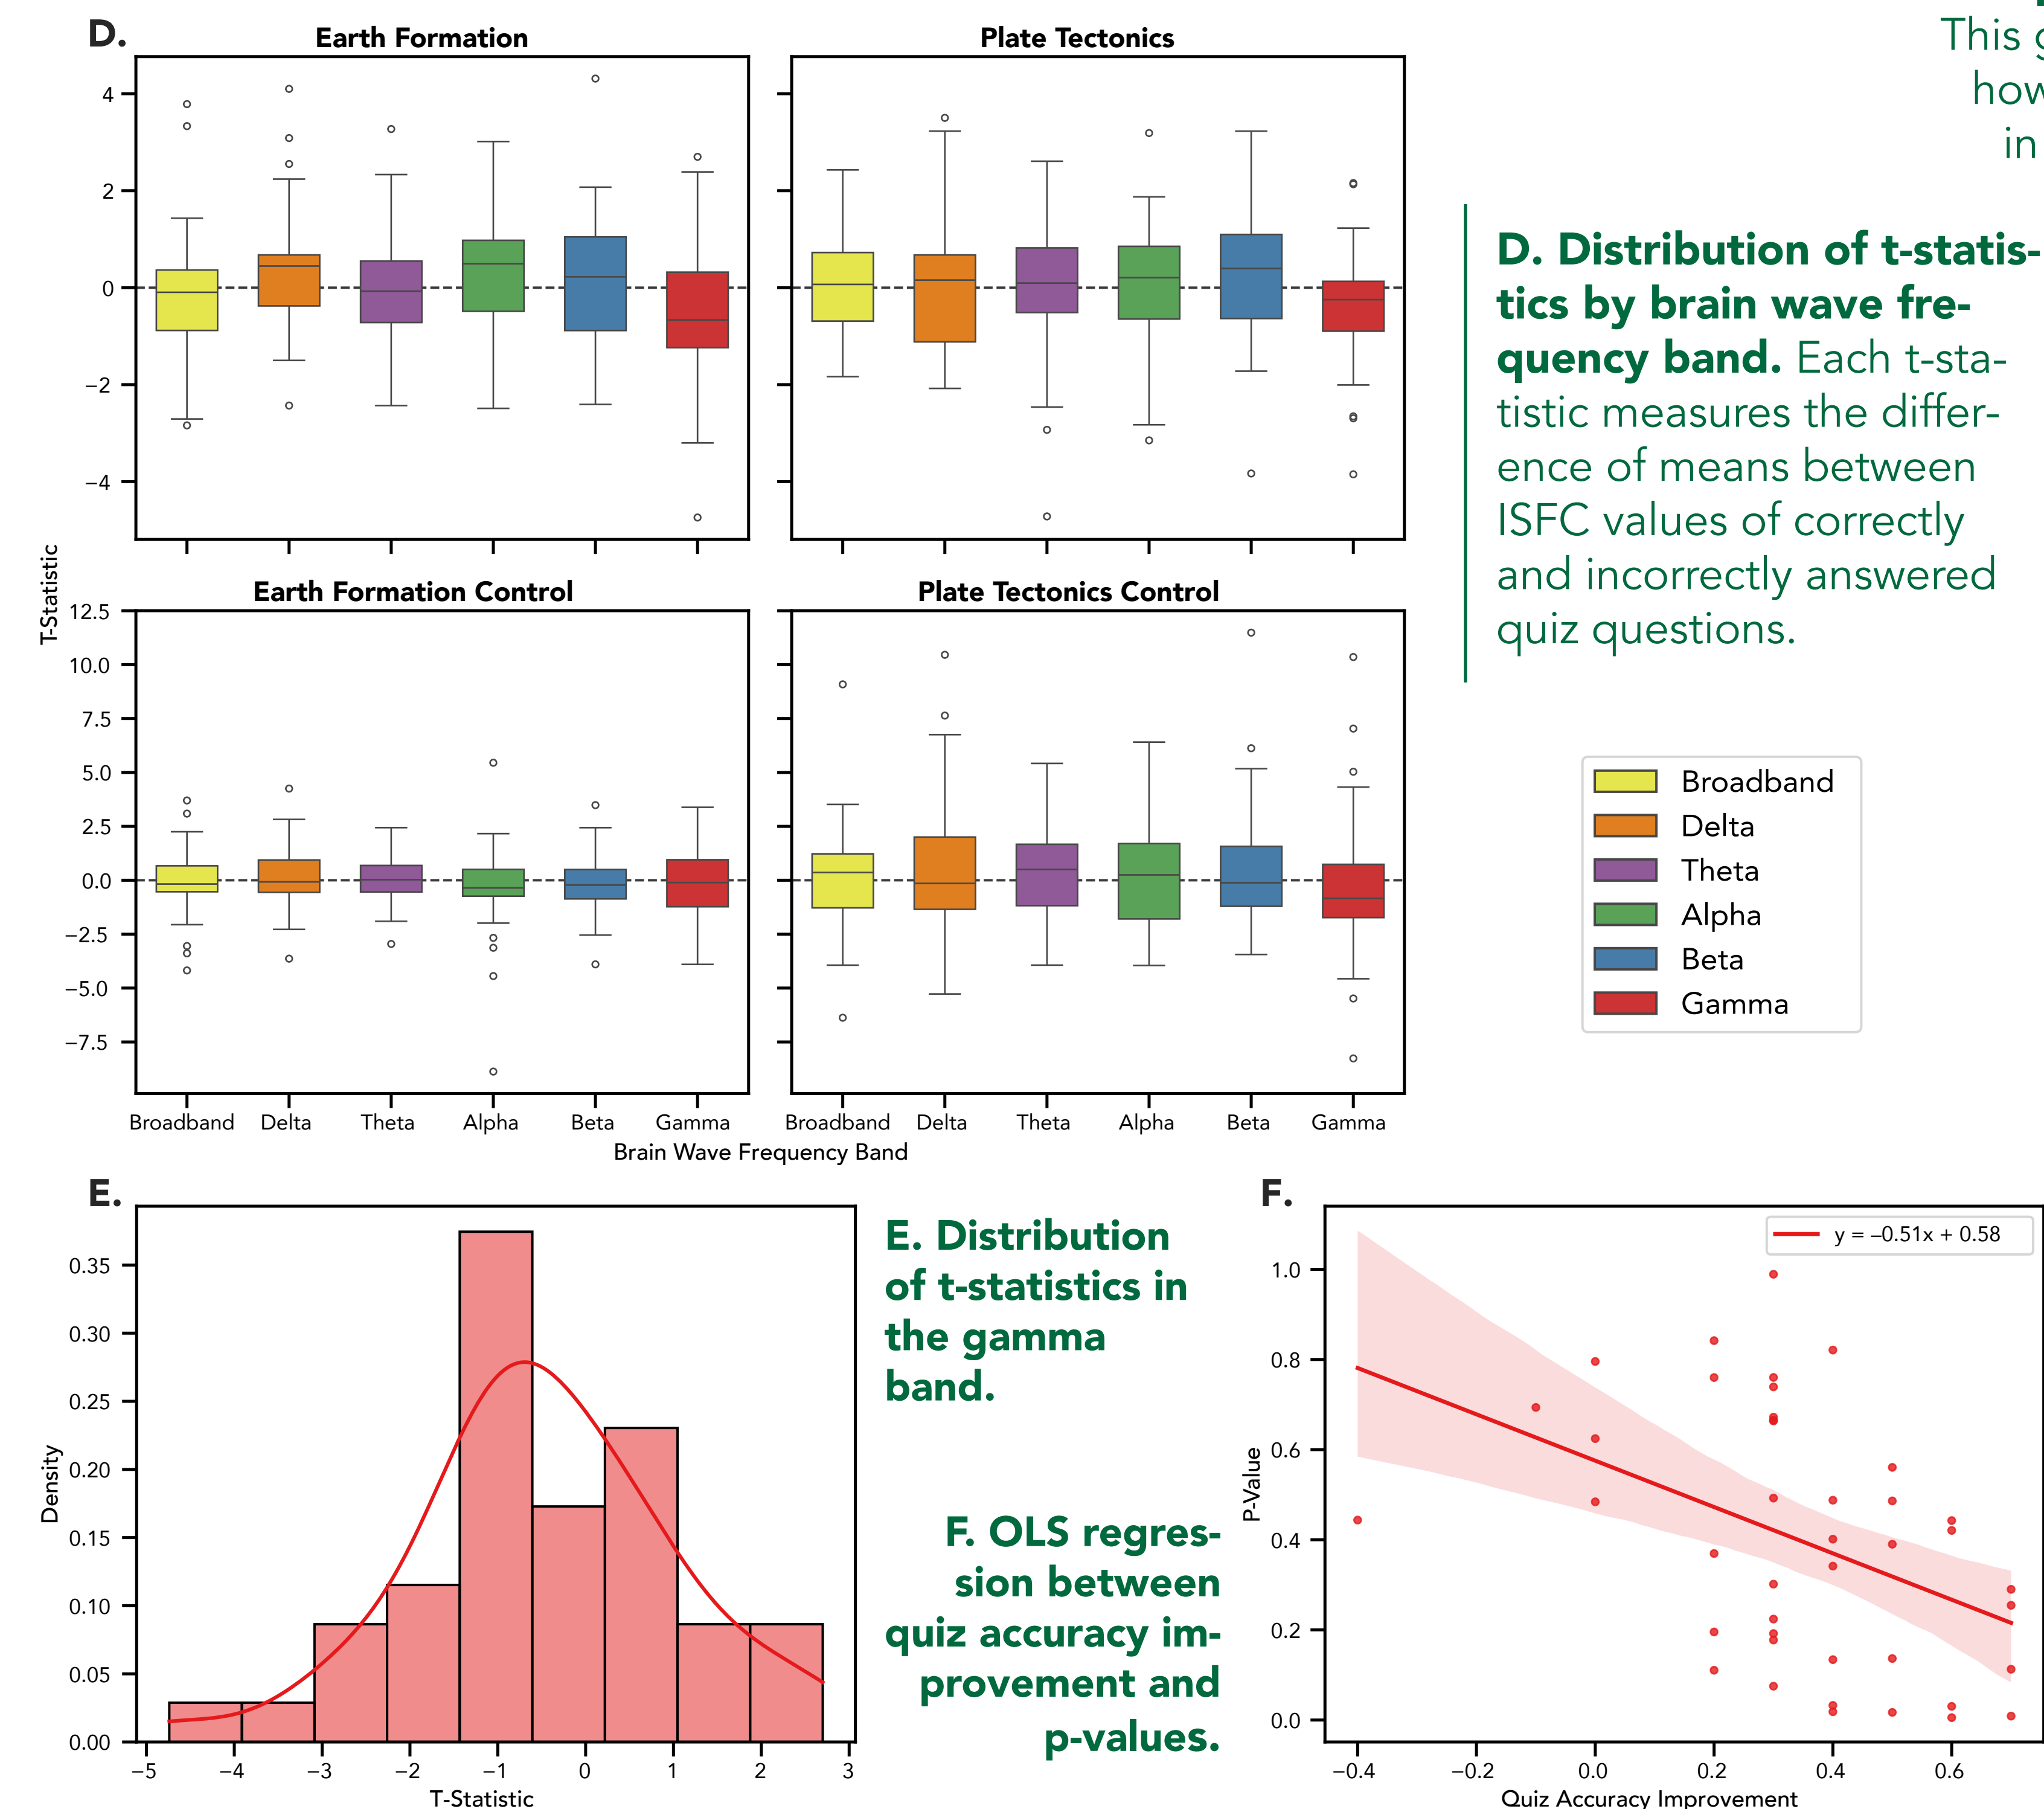 This g
how
in
D.
Earth Formation
Plate Tectonics
4
2
0
−2
−4
T-Statistic
Earth Formation Control
Plate Tectonics Control
12.5
10.0
7.5
5.0
2.5
0.0
−2.5
−5.0
−7.5
Broadband Delta Theta Alpha Beta Gamma
Broadband Delta Theta Alpha Beta Gamma
Brain Wave Frequency Band
D. Distribution of t-statis-
tics by brain wave fre-
quency band. Each t-sta-
tistic measures the differ-
ence of means between
ISFC values of correctly
and incorrectly answered
quiz questions.
Broadband
Delta
Theta
Alpha
Beta
Gamma
E.
0.35
0.30
0.25
0.20
0.15
0.10
0.05
0.00
Density
−5 −4 −3 −2 −1 0 1 2 3
T-Statistic
E. Distribution
of t-statistics in
the gamma
band.
F. OLS regres-
sion between
quiz accuracy im-
provement and
p-values.
F.
y = −0.51x + 0.58
1.0
0.8
0.6
0.4
0.2
0.0
P-Value
−0.4 −0.2 0.0 0.2 0.4 0.6
Quiz Accuracy Improvement